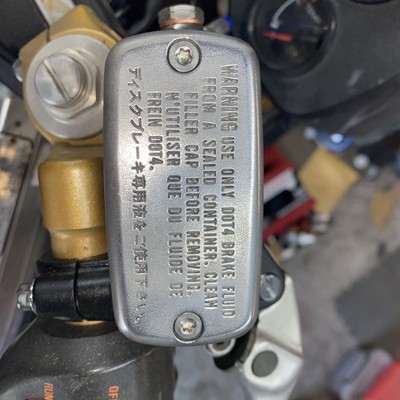 WARNING USE ONLY DOT4 BRAKE FLUID
FROM A SEALED CONTAINER. CLEAN
FILLER CAP BEFORE REMOVING.
N'UTILISER QUE DU FLUIDE DE
FREIN DOT4.
ディスクブレーキ専用液をご使用下さい
RUN